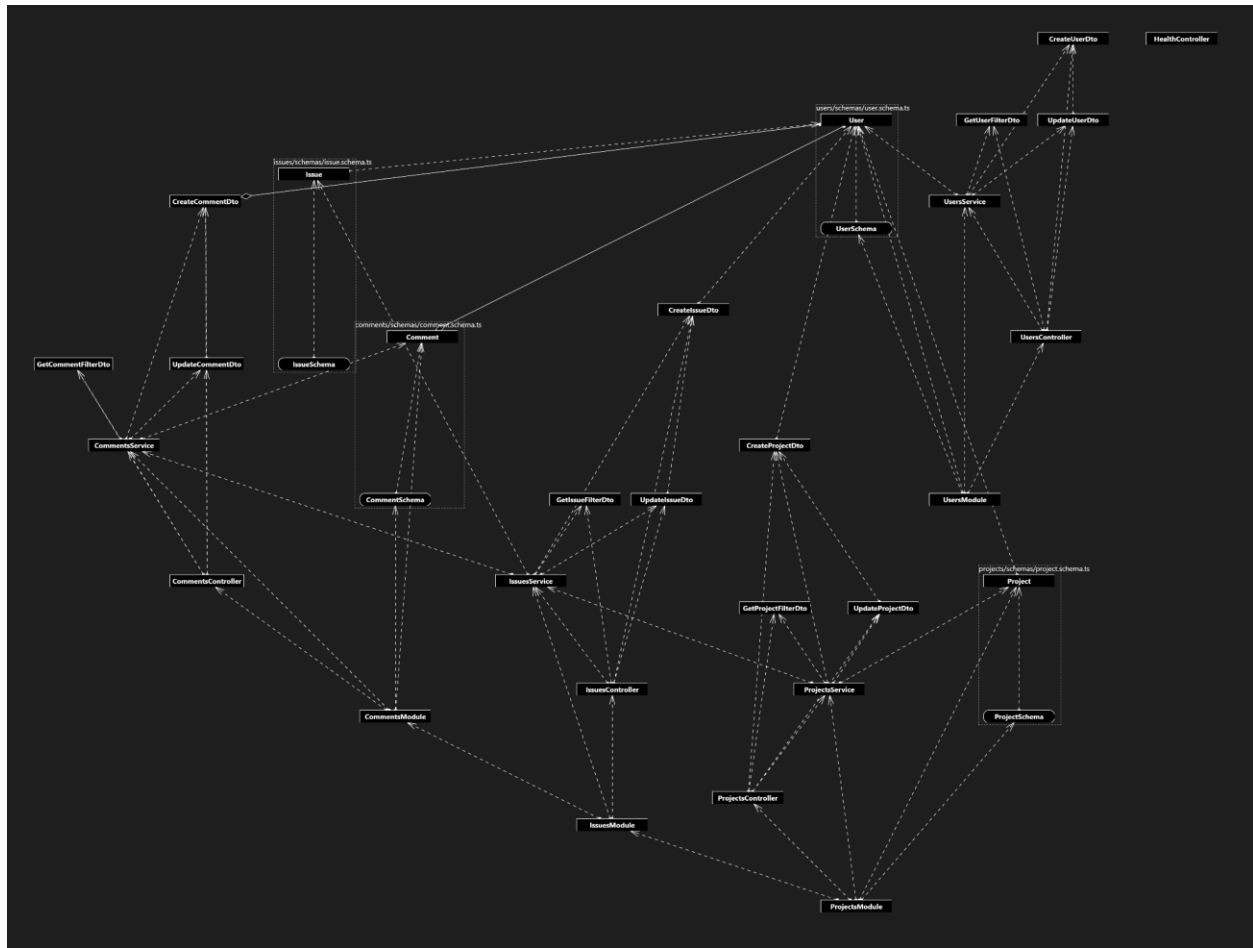 CreateUserDto
HealthController
users/schemas/user.schema.ts
User
GetUserFilterDto
UpdateUserDto
issues/schemas/issue.schema.ts
Issue
CreateCommentDto
UsersService
UserSchema
CreateIssueDto
comments/schemas/comment.schema.ts
Comment
UsersController
GetCommentFilterDto
UpdateCommentDto
IssueSchema
CommentsService
CreateProjectDto
CommentSchema
GetIssueFilterDto
UpdateIssueDto
UsersModule
projects/schemas/project.schema.ts
CommentsController
IssuesService
Project
GetProjectFilterDto
UpdateProjectDto
IssuesController
ProjectsService
CommentsModule
ProjectSchema
ProjectsController
IssuesModule
ProjectsModule